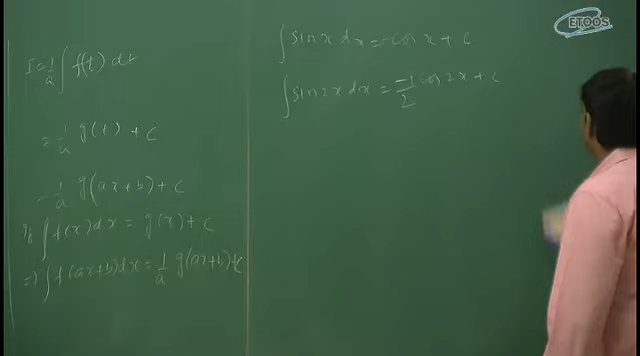 I = 1/a ∫ f(t) dt
= 1/a g(t) + c
= 1/a g(ax+b) + c
If ∫ f(x) dx = g(x) + c
⇒ ∫ f(ax+b) dx = 1/a g(ax+b) + c
∫ sin x dx = -cos x + c
∫ sin 2x dx = -1/2 cos 2x + c
ETOOS